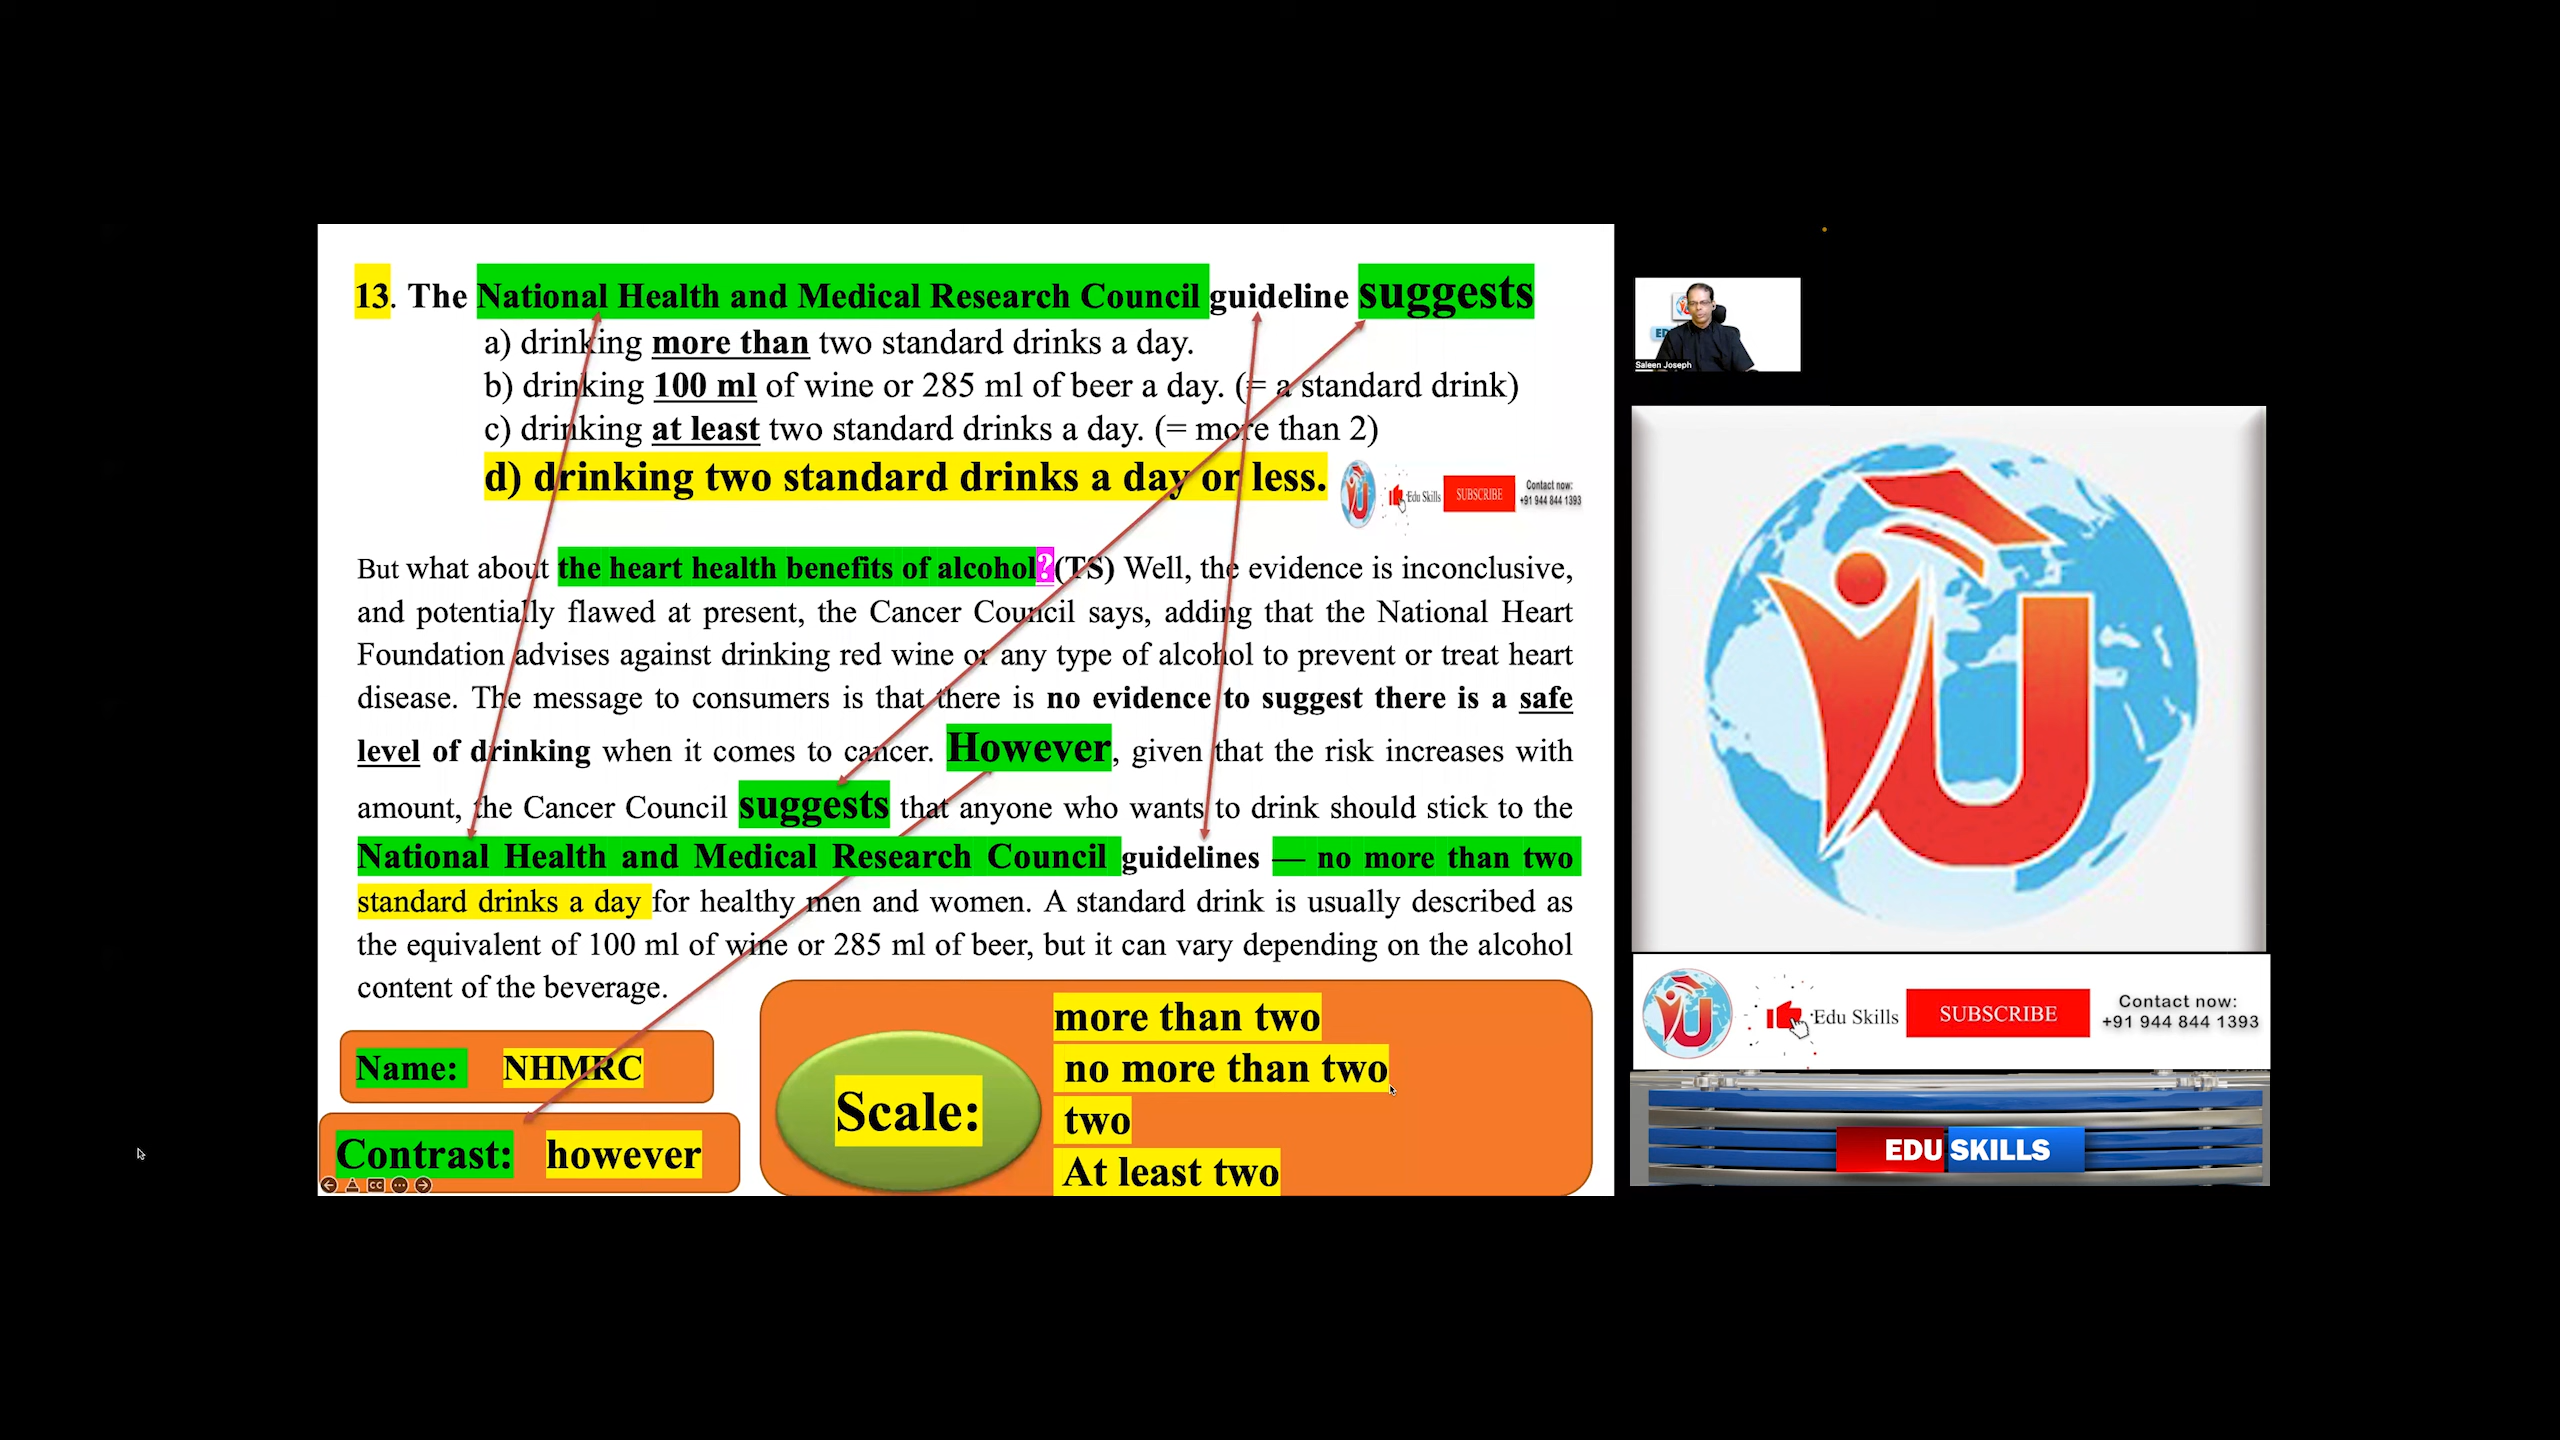 13. The National Health and Medical Research Council guideline suggests
a) drinking more than two standard drinks a day.
b) drinking 100 ml of wine or 285 ml of beer a day. (= a standard drink)
c) drinking at least two standard drinks a day. (= more than 2)
d) drinking two standard drinks a day or less.
Edu Skills
SUBSCRIBE
Contact now:
+91 944 844 1393
But what about the heart health benefits of alcohol?(TS) Well, the evidence is inconclusive,
and potentially flawed at present, the Cancer Council says, adding that the National Heart
Foundation advises against drinking red wine or any type of alcohol to prevent or treat heart
disease. The message to consumers is that there is no evidence to suggest there is a safe
level of drinking when it comes to cancer. However, given that the risk increases with
amount, the Cancer Council suggests that anyone who wants to drink should stick to the
National Health and Medical Research Council guidelines — no more than two
standard drinks a day for healthy men and women. A standard drink is usually described as
the equivalent of 100 ml of wine or 285 ml of beer, but it can vary depending on the alcohol
content of the beverage.
Name: NHMRC
Contrast: however
Scale:
more than two
no more than two
two
At least two
CC
ED
Saleen Joseph
Edu Skills
SUBSCRIBE
Contact now:
+91 944 844 1393
EDU SKILLS